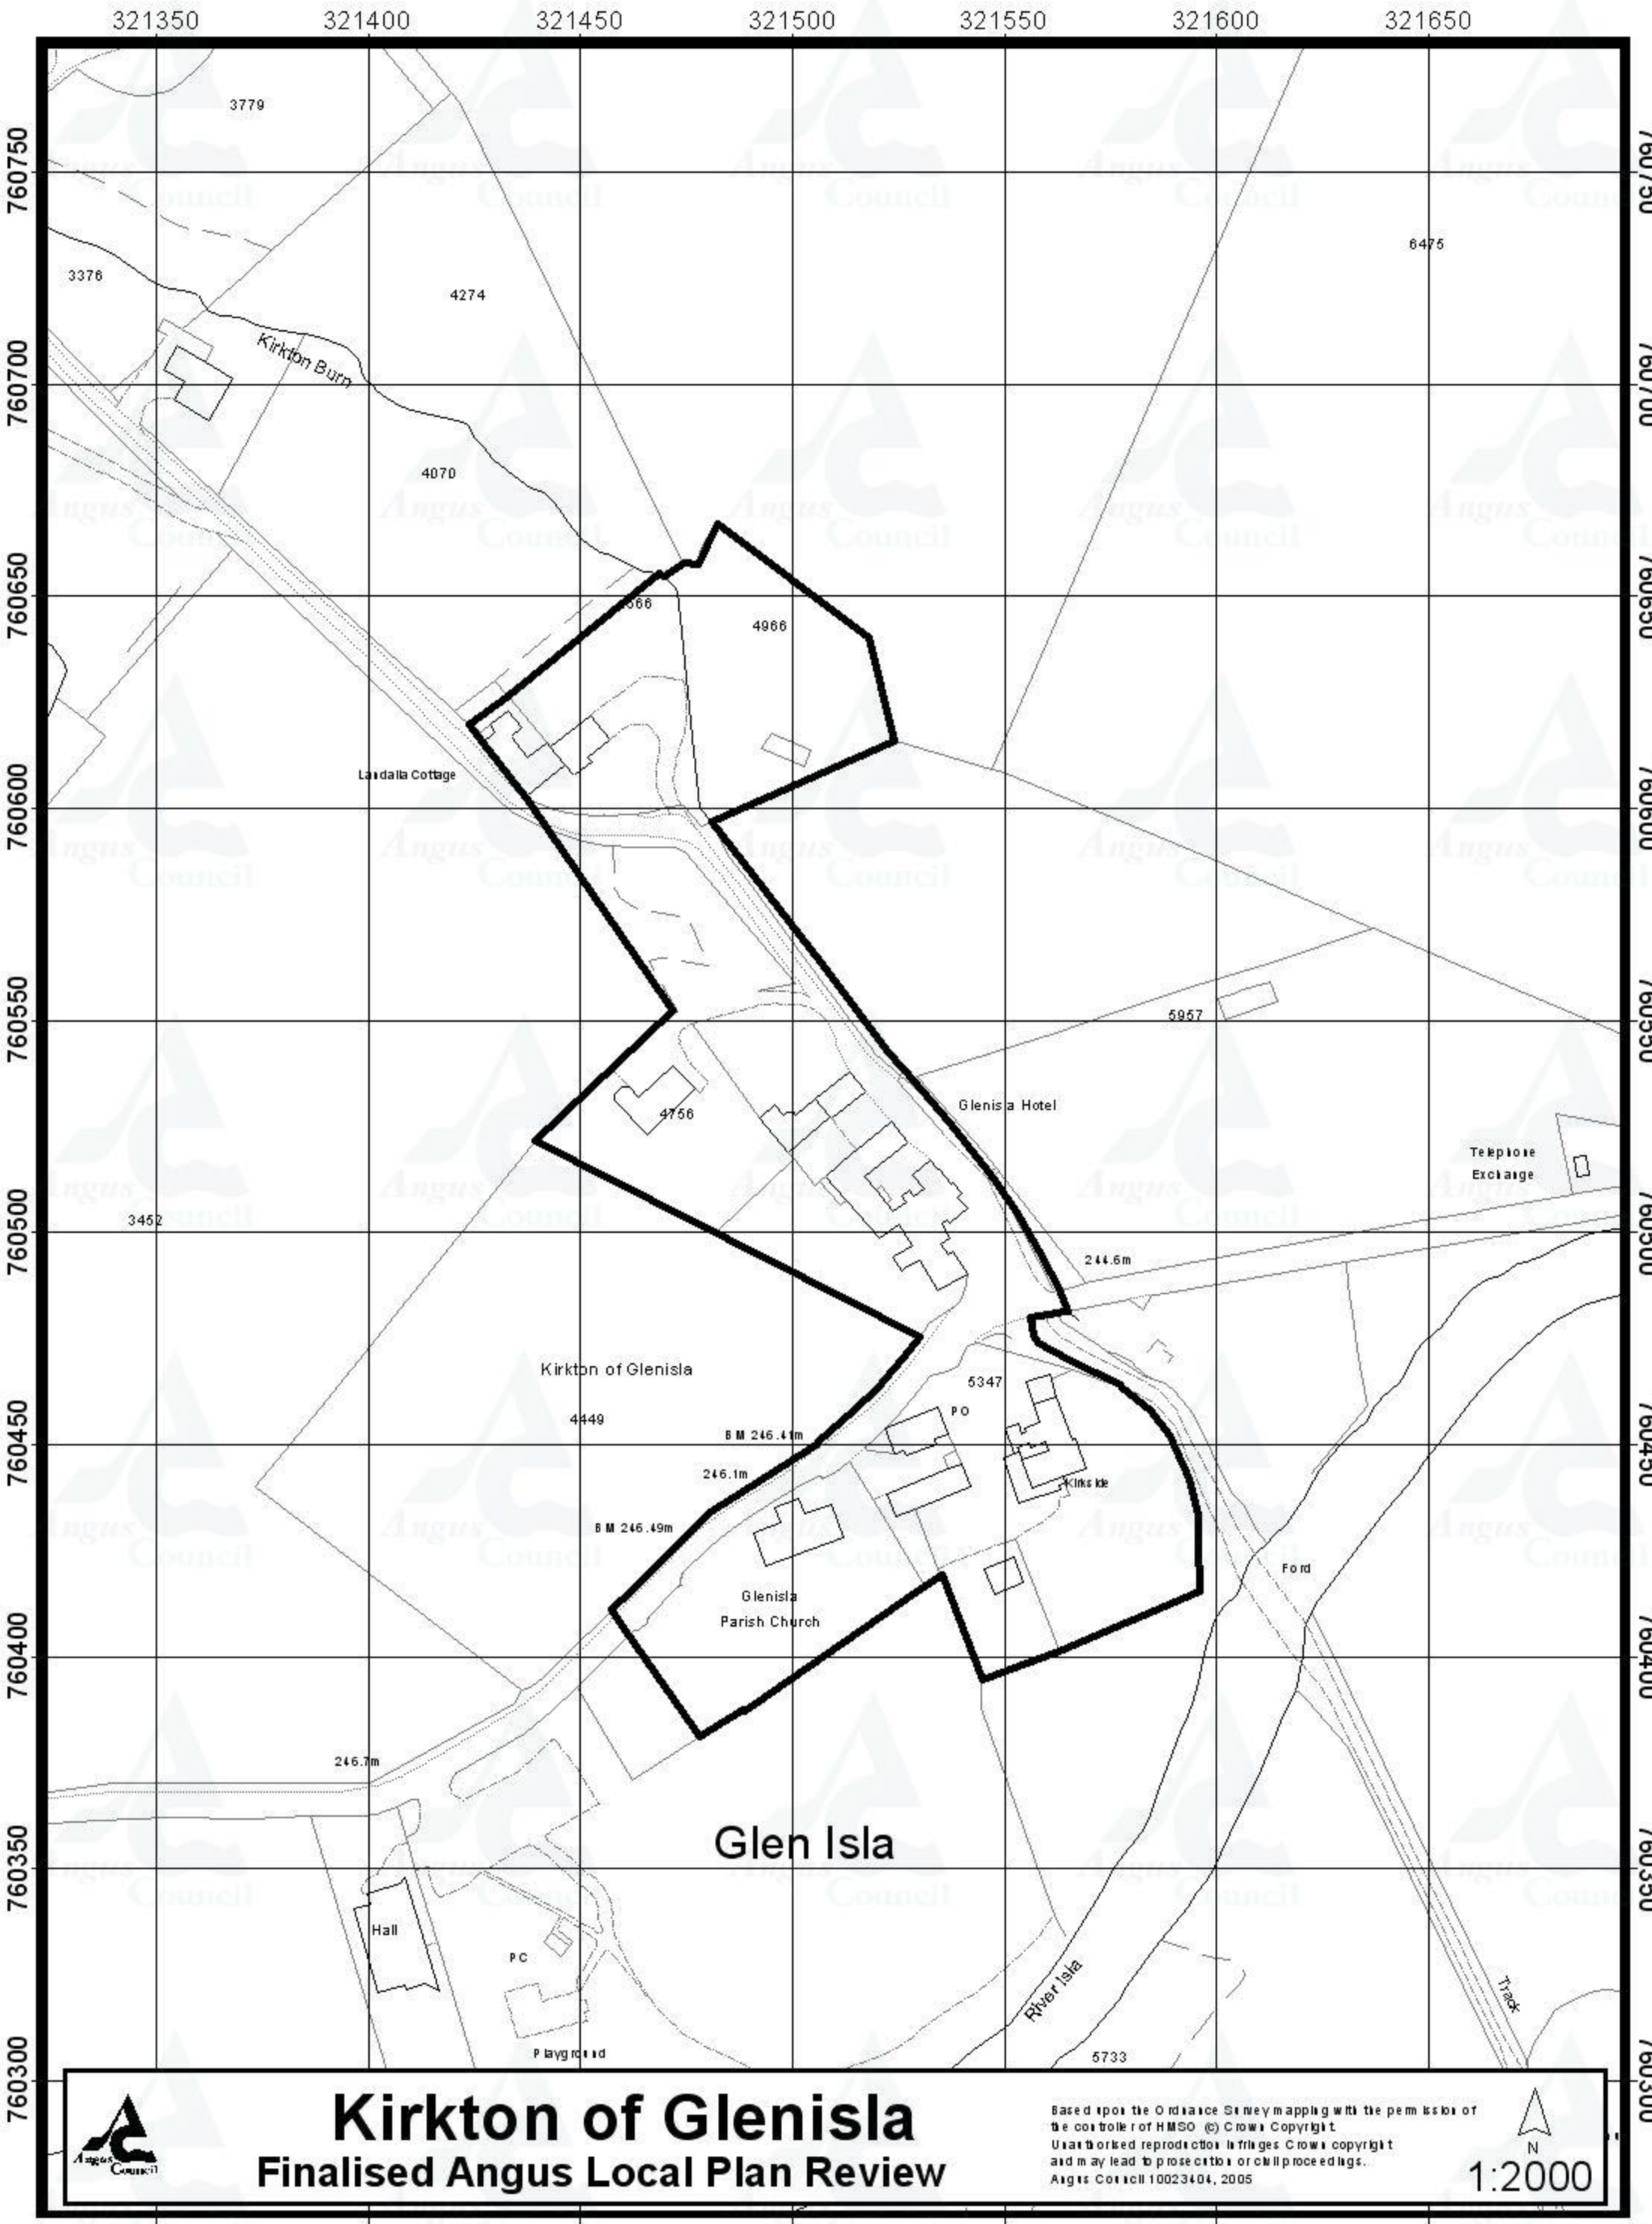 321350 321400 321450 321500 321550 321600 321650
760750
760700
760650
760600
760550
760500
760450
760400
760350
760300
3779
6475
3376
4274
Kirkton Burn
4070
4966
Landalla Cottage
5957
Glenisla Hotel
4756
Telephone
Exchange
3452
244.6m
Kirkton of Glenisla
5347
4449
PO
BM 246.41m
246.1m
Kirkside
BM 246.49m
Ford
Glenisla
Parish Church
246.7m
Glen Isla
Hall
PC
River Isla
Track
Playground
5733
Angus
Council
Kirkton of Glenisla
Finalised Angus Local Plan Review
Based upon the Ordnance Survey mapping with the permission of
the controller of HMSO (c) Crown Copyright
Unauthorised reproduction infringes Crown copyright
and may lead to prosecution or civil proceedings.
Angus Council 10023404, 2005
N
1:2000